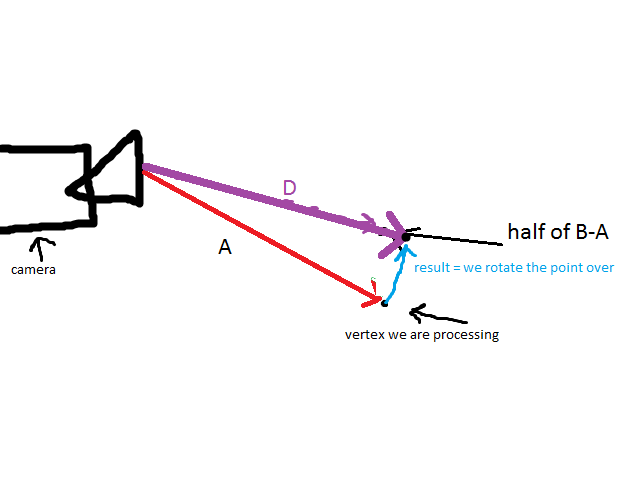 D
half of B-A
A
camera
result = we rotate the point over
vertex we are processing